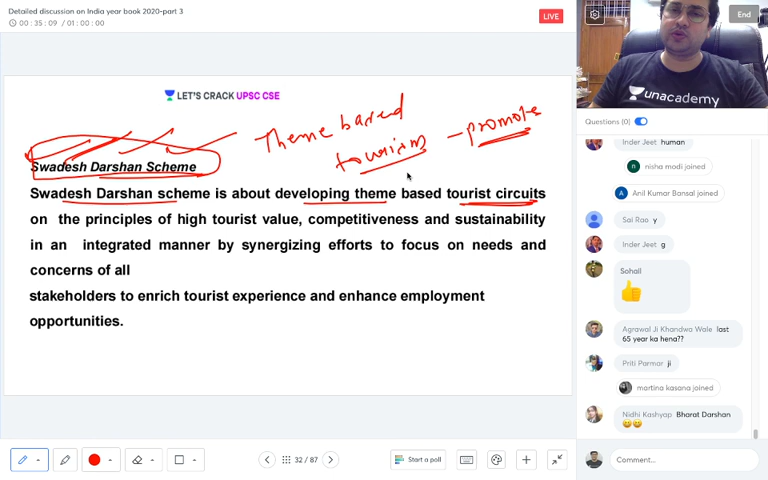 Detailed discussion on India year book 2020-part 3
00 : 35 : 09 / 01 : 00 : 00
LIVE
End
LET'S CRACK UPSC CSE
Theme based
tourism - promote
Swadesh Darshan Scheme
Swadesh Darshan scheme is about developing theme based tourist circuits
on the principles of high tourist value, competitiveness and sustainability
in an integrated manner by synergizing efforts to focus on needs and
concerns of all
stakeholders to enrich tourist experience and enhance employment
opportunities.
32 / 87
Start a poll
unacademy
Questions (0)
Inder Jeet human
n nisha modi joined
A Anil Kumar Bansal joined
Sai Rao y
Inder Jeet g
Sohail
Agrawal Ji Khandwa Wale last
65 year ka hena??
Priti Parmar ji
martina kasana joined
Nidhi Kashyap Bharat Darshan
Comment...